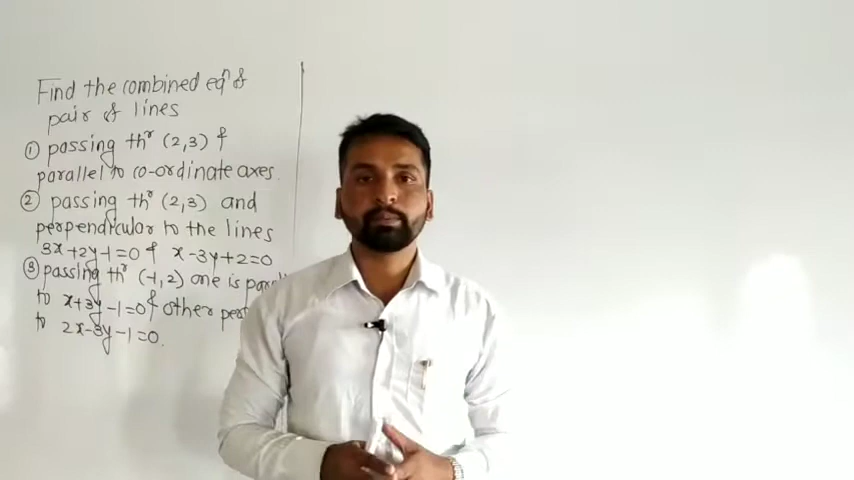 Find the combined eqⁿ of
pair of lines
① passing thʳ (2,3) &
parallel to co-ordinate axes.
② passing thʳ (2,3) and
perpendicular to the lines
3x+2y-1=0 & x-3y+2=0
③ passing thʳ (-1,2) one is
to x+3y-1=0 & other
to 2x-3y-1=0.